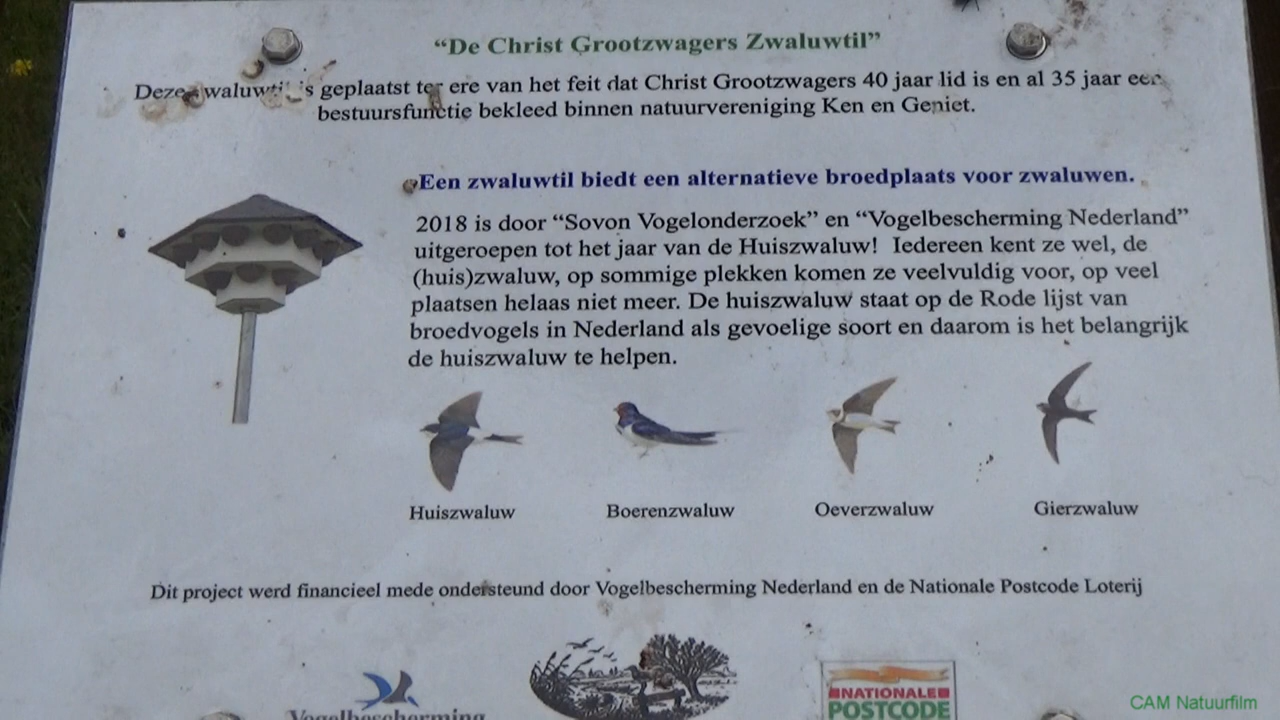 “De Christ Grootzwagers Zwaluwtil”
Deze zwaluwtil is geplaatst ter ere van het feit dat Christ Grootzwagers 40 jaar lid is en al 35 jaar een
bestuursfunctie bekleed binnen natuurvereniging Ken en Geniet.
Een zwaluwtil biedt een alternatieve broedplaats voor zwaluwen.
2018 is door “Sovon Vogelonderzoek” en “Vogelbescherming Nederland”
uitgeroepen tot het jaar van de Huiszwaluw! Iedereen kent ze wel, de
(huis)zwaluw, op sommige plekken komen ze veelvuldig voor, op veel
plaatsen helaas niet meer. De huiszwaluw staat op de Rode lijst van
broedvogels in Nederland als gevoelige soort en daarom is het belangrijk
de huiszwaluw te helpen.
Huiszwaluw Boerenzwaluw Oeverzwaluw Gierzwaluw
Dit project werd financieel mede ondersteund door Vogelbescherming Nederland en de Nationale Postcode Loterij
Vogelbescherming
NATIONALE
POSTCODE
CAM Natuurfilm